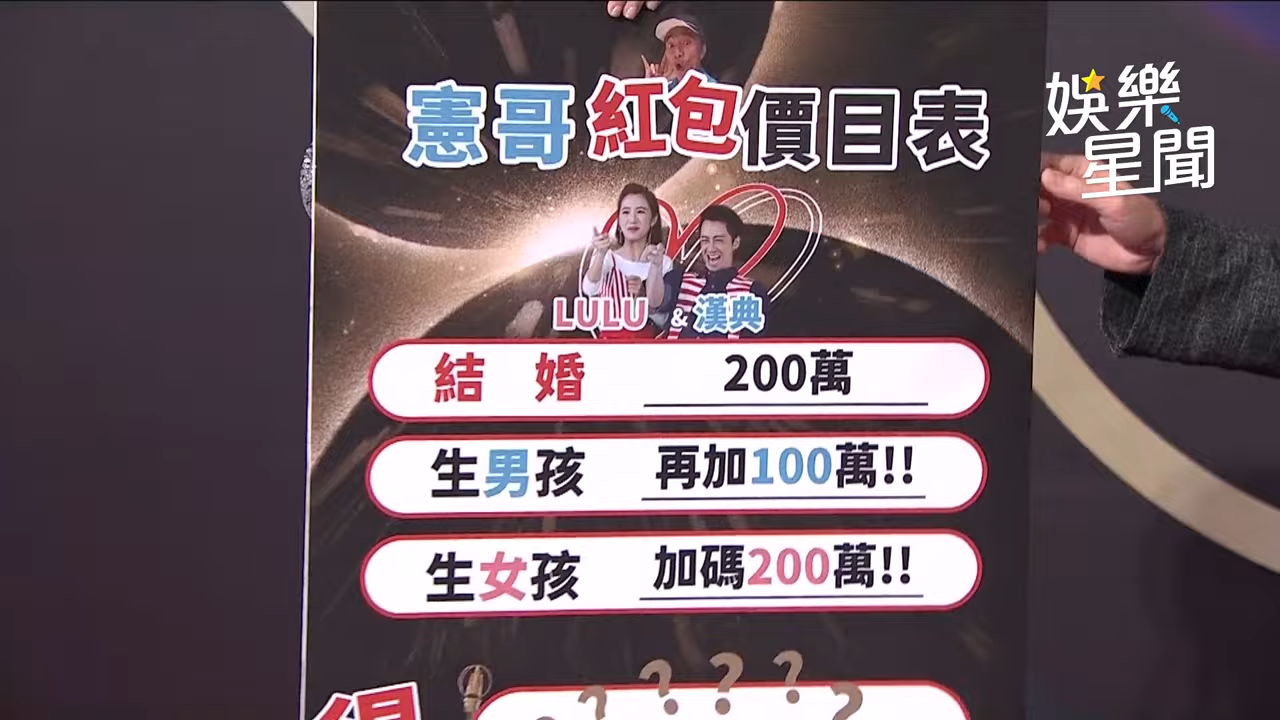 憲哥紅包價目表
娛樂
星聞
LULU & 漢典
結 婚 200萬
生男孩 再加100萬!!
生女孩 加碼200萬!!
? ? ? ? ?